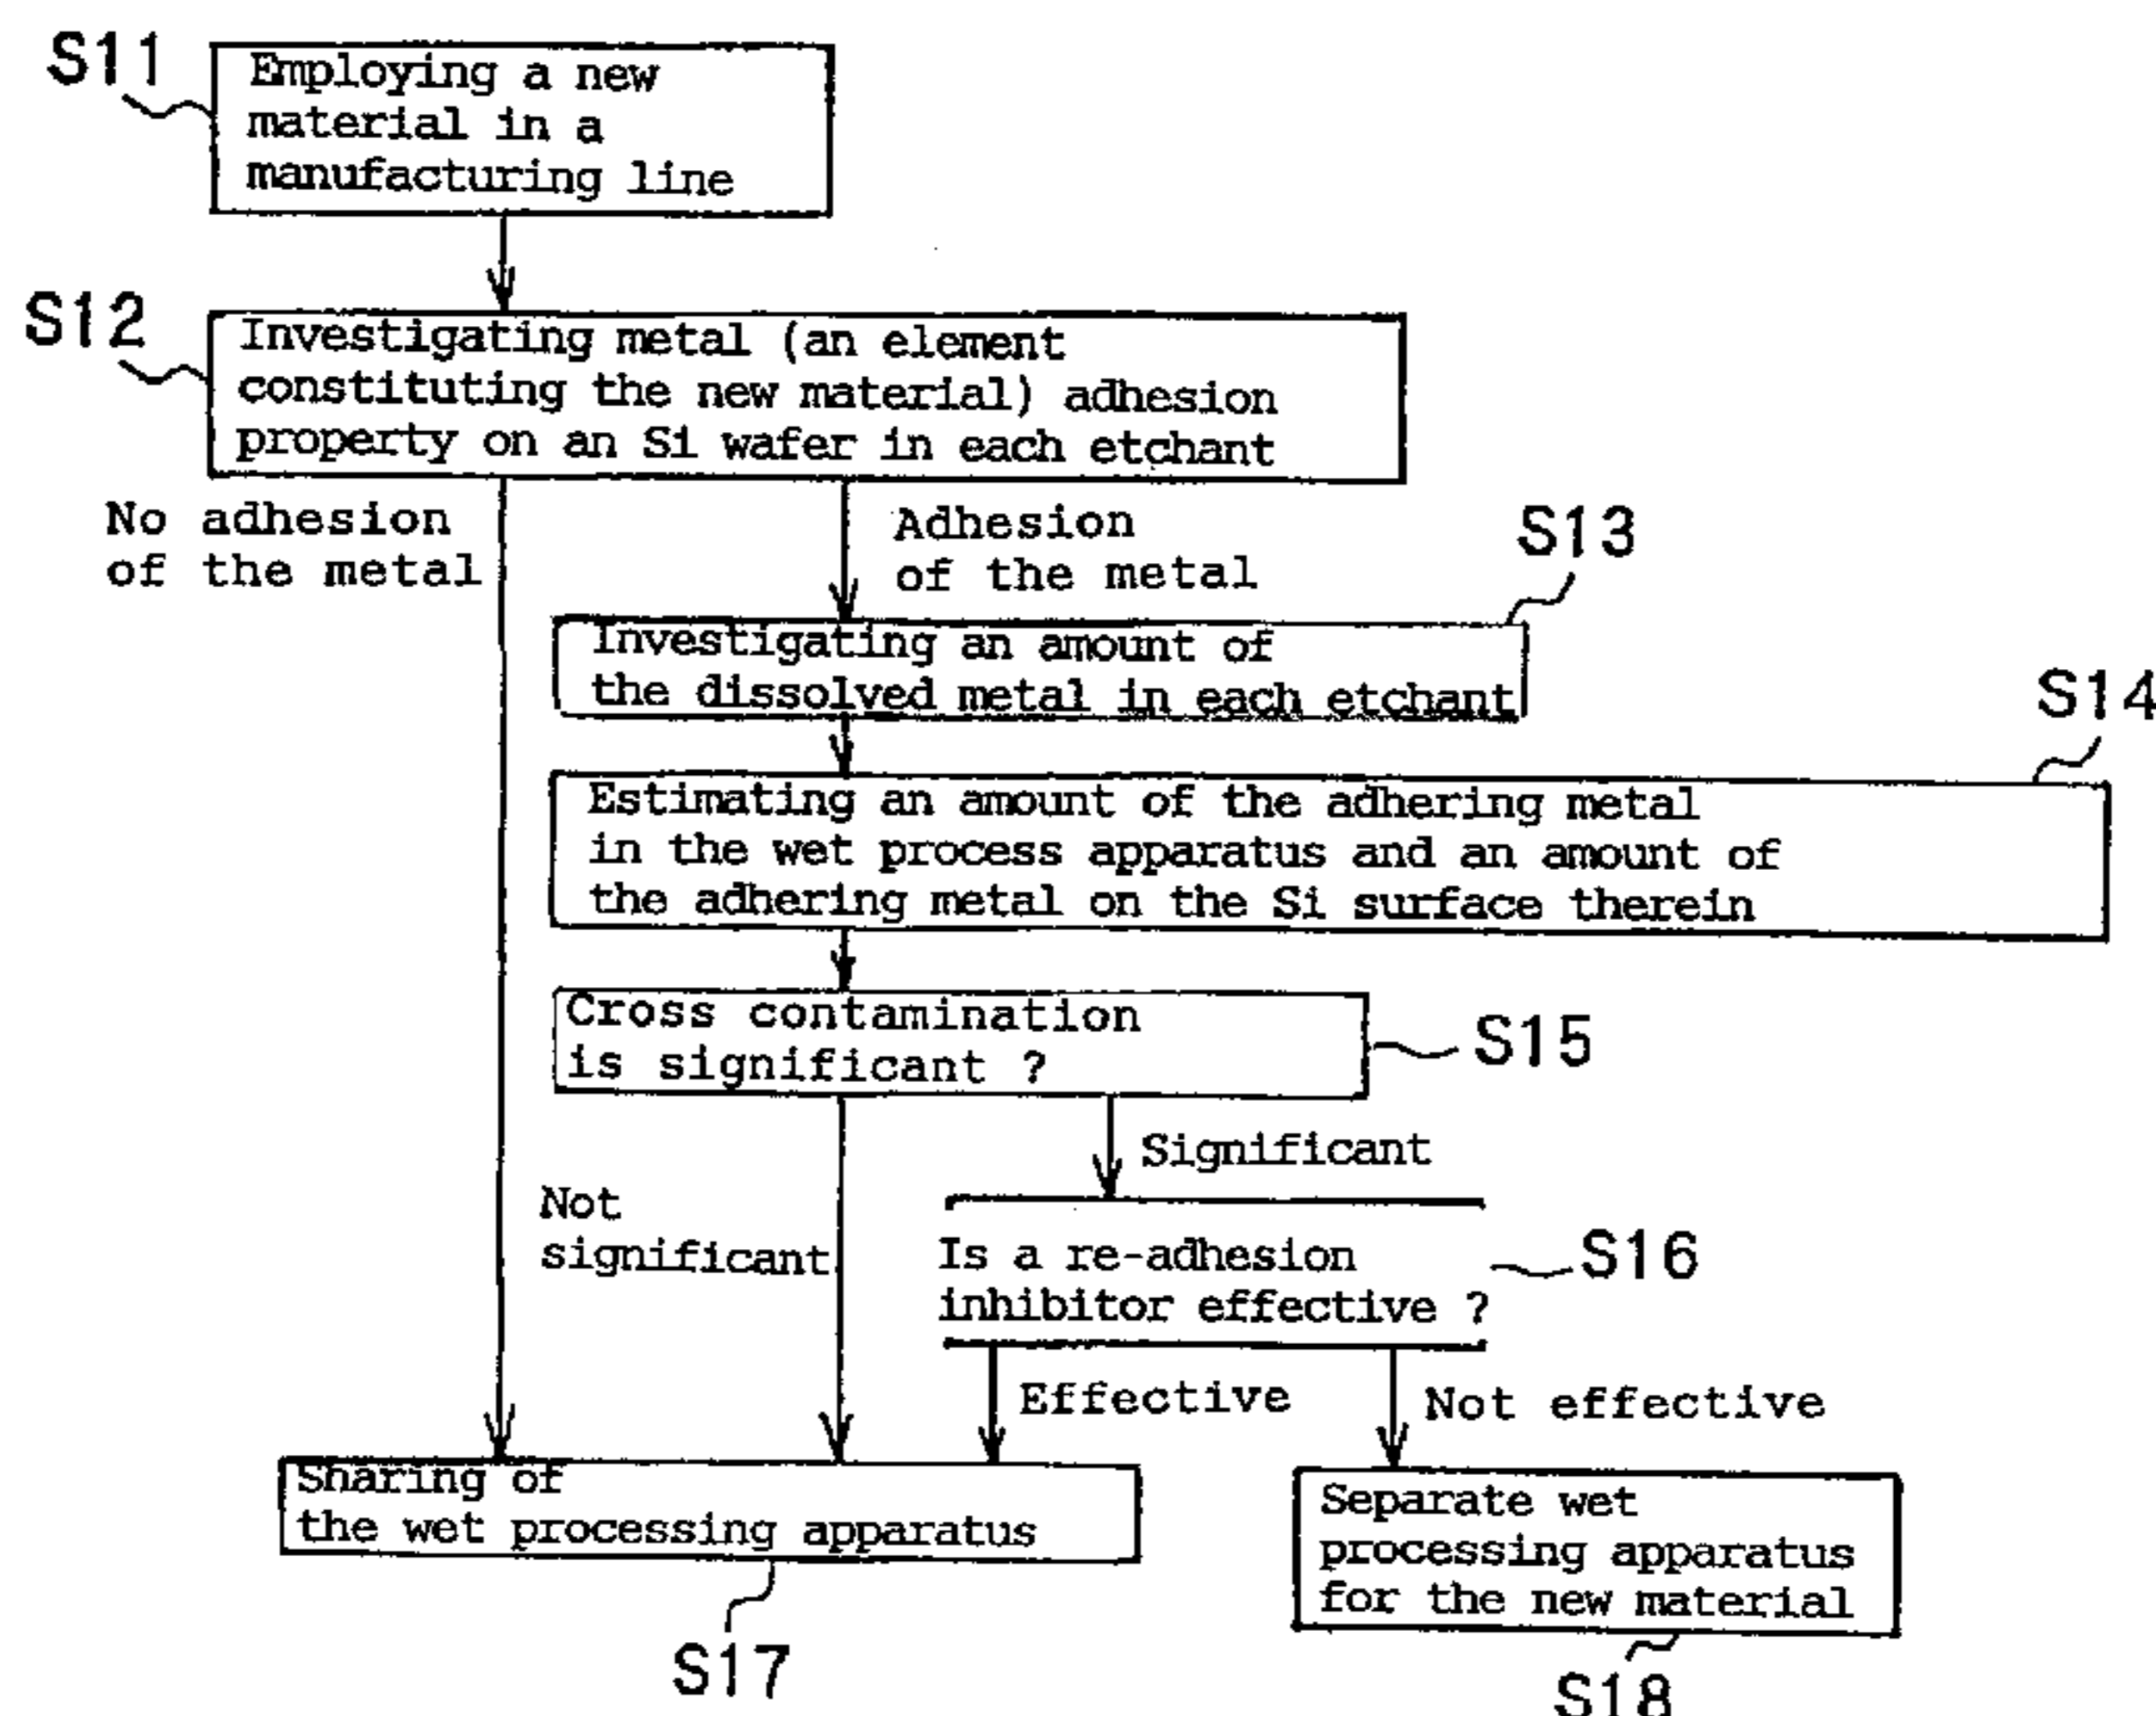 S11
Employing a new
material in a
manufacturing line
S12
Investigating metal (an element
constituting the new material) adhesion
property on an Si wafer in each etchant
No adhesion
of the metal
Adhesion
of the metal
S13
Investigating an amount of
the dissolved metal in each etchant
S14
Estimating an amount of the adhering metal
in the wet process apparatus and an amount of
the adhering metal on the Si surface therein
Cross contamination
is significant ?
S15
Significant
Not
significant
Is a re-adhesion
inhibitor effective ?
S16
Effective
Not effective
Sharing of
the wet processing apparatus
S17
Separate wet
processing apparatus
for the new material
S18